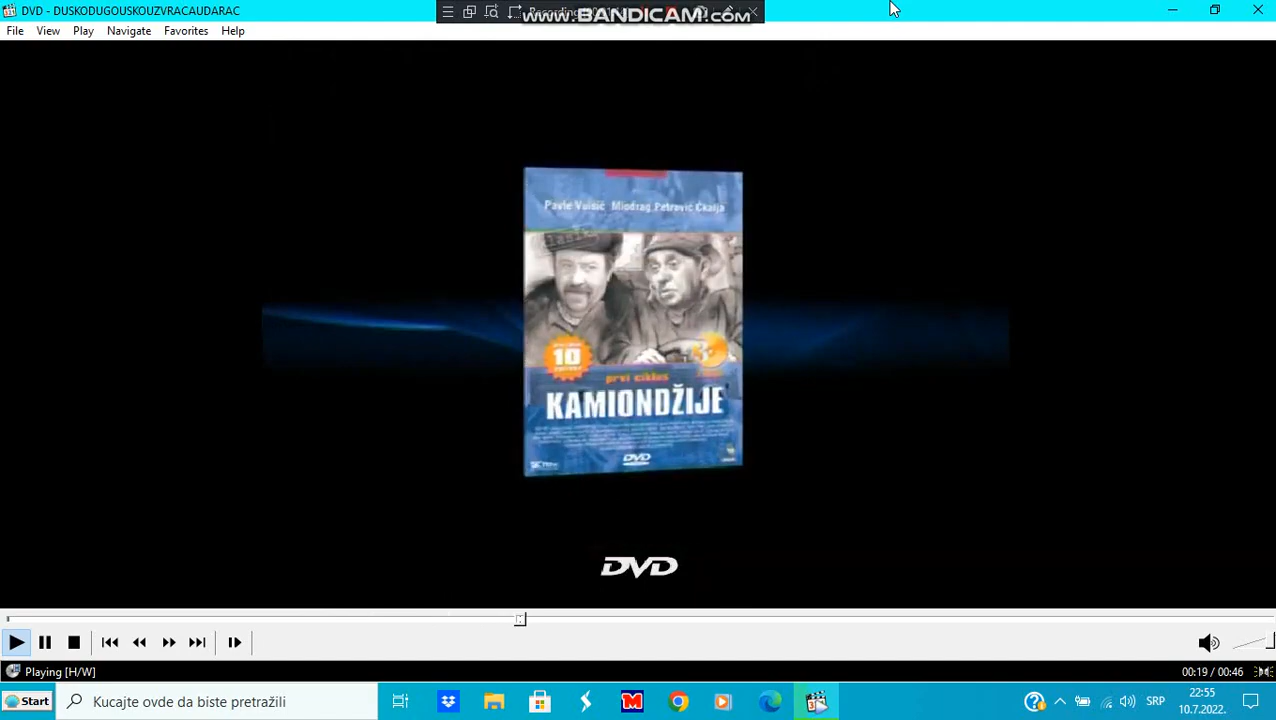 DVD - DUSKODUGOUSKOUZVRACAUDARAC
www.BANDICAM.com
File View Play Navigate Favorites Help
Pavle Vuisić Miodrag Petrović Čkalja
10
3
prvi ciklus
KAMIONDŽIJE
DVD
DVD
Playing [H/W]
00:19 / 00:46
Start
Kucajte ovde da biste pretražili
SRP
22:55
10.7.2022.